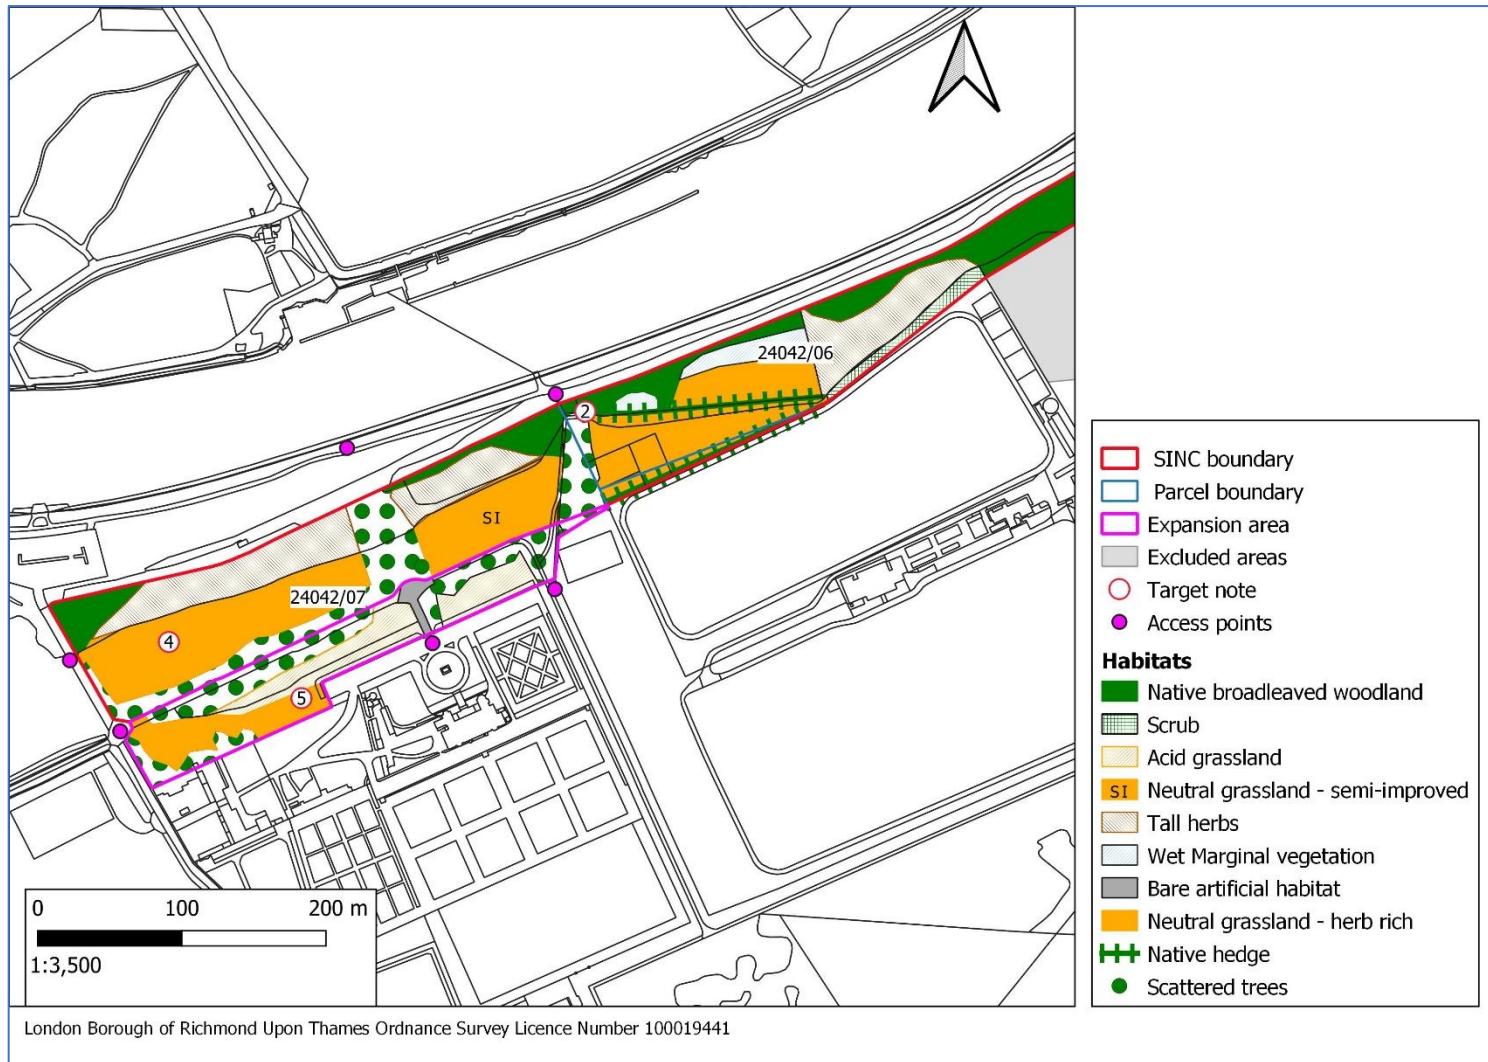 24042/06
2
SI
24042/07
4
5
0 100 200 m
1:3,500
SINC boundary
Parcel boundary
Expansion area
Excluded areas
Target note
Access points
Habitats
Native broadleaved woodland
Scrub
Acid grassland
SI Neutral grassland - semi-improved
Tall herbs
Wet Marginal vegetation
Bare artificial habitat
Neutral grassland - herb rich
Native hedge
Scattered trees
London Borough of Richmond Upon Thames Ordnance Survey Licence Number 100019441